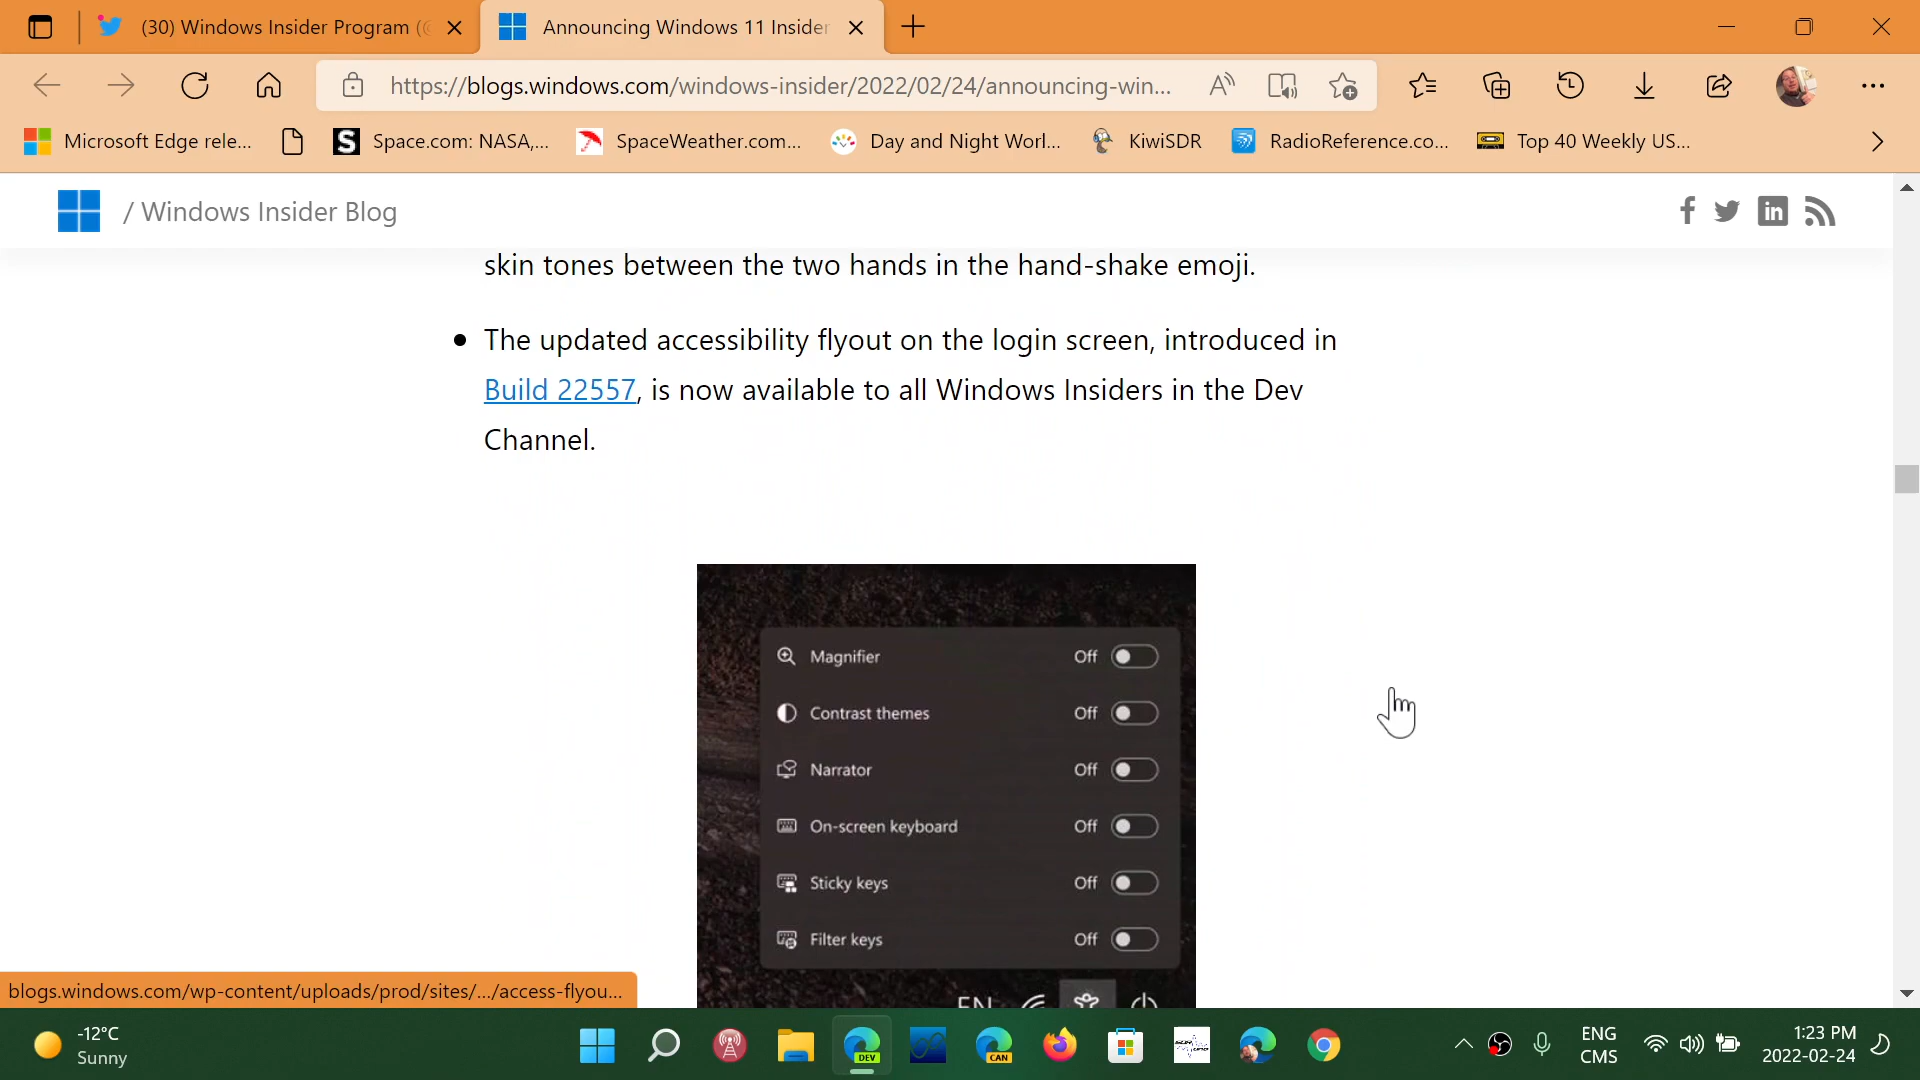 (30) Windows Insider Program (
Announcing Windows 11 Insider
https://blogs.windows.com/windows-insider/2022/02/24/announcing-win...
Microsoft Edge rele...
Space.com: NASA,...
SpaceWeather.com...
Day and Night Worl...
KiwiSDR
RadioReference.co...
Top 40 Weekly US...
/ Windows Insider Blog
skin tones between the two hands in the hand-shake emoji.
• The updated accessibility flyout on the login screen, introduced in
Build 22557, is now available to all Windows Insiders in the Dev
Channel.
Magnifier Off
Contrast themes Off
Narrator Off
On-screen keyboard Off
Sticky keys Off
Filter keys Off
EN
blogs.windows.com/wp-content/uploads/prod/sites/.../access-flyou...
-12°C
Sunny
DEV
CAN
ENG
CMS
1:23 PM
2022-02-24